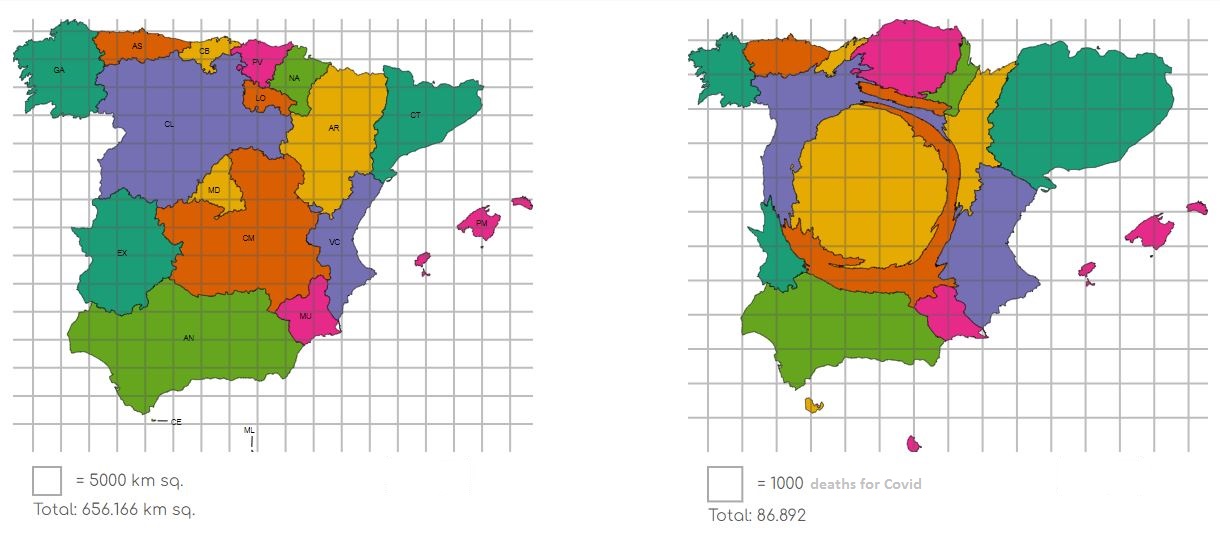 AS
CB
PV
GA
NA
LO
CT
CL
AR
MD
PM
CM
VC
EX
MU
AN
CE
ML
= 5000 km sq.
Total: 656.166 km sq.
= 1000 deaths for Covid
Total: 86.892